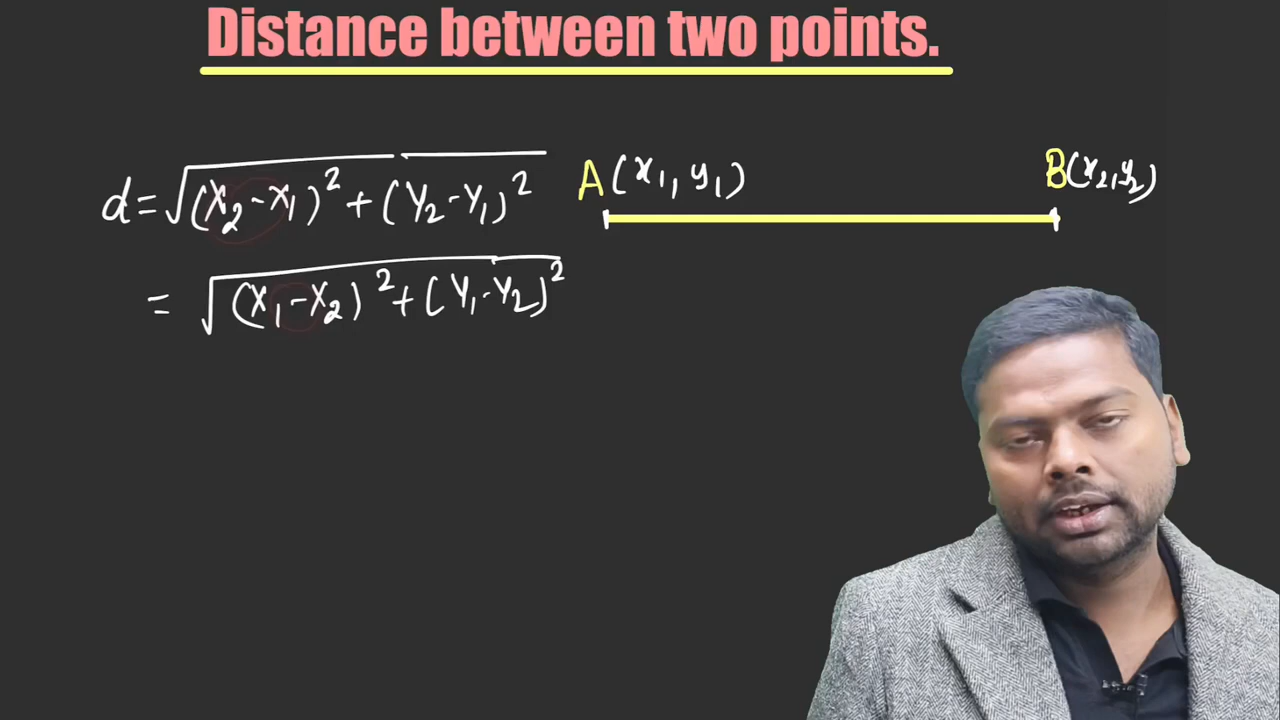 Distance between two points.
d = √(x₂ - x₁)² + (y₂ - y₁)²
A (x₁, y₁)
B (x₂, y₂)
= √(x₁ - x₂)² + (y₁ - y₂)²